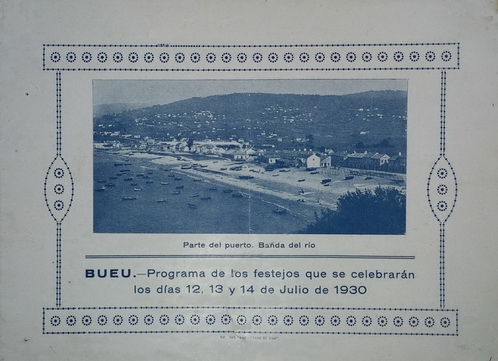 Parte del puerto. Banda del río
BUEU.—Programa de los festejos que se celebrarán
los días 12, 13 y 14 de Julio de 1930